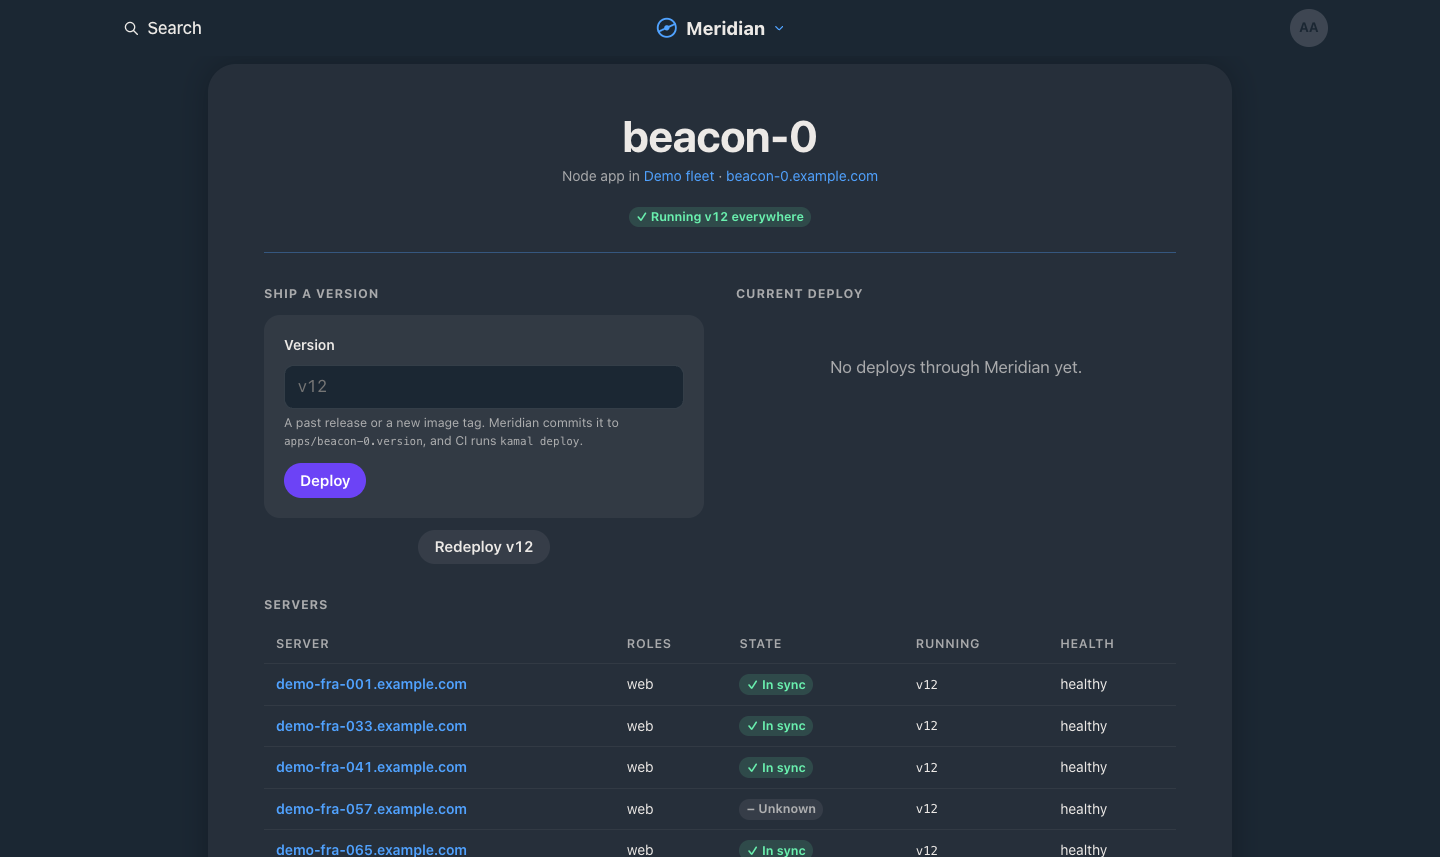 Search
Meridian
AA
beacon-0
Node app in Demo fleet · beacon-0.example.com
Running v12 everywhere
SHIP A VERSION
Version
v12
A past release or a new image tag. Meridian commits it to
apps/beacon-0.version, and CI runs kamal deploy.
Deploy
Redeploy v12
CURRENT DEPLOY
No deploys through Meridian yet.
SERVERS
SERVER ROLES STATE RUNNING HEALTH
demo-fra-001.example.com web In sync v12 healthy
demo-fra-033.example.com web In sync v12 healthy
demo-fra-041.example.com web In sync v12 healthy
demo-fra-057.example.com web – Unknown v12 healthy
demo-fra-065.example.com web In sync v12 healthy